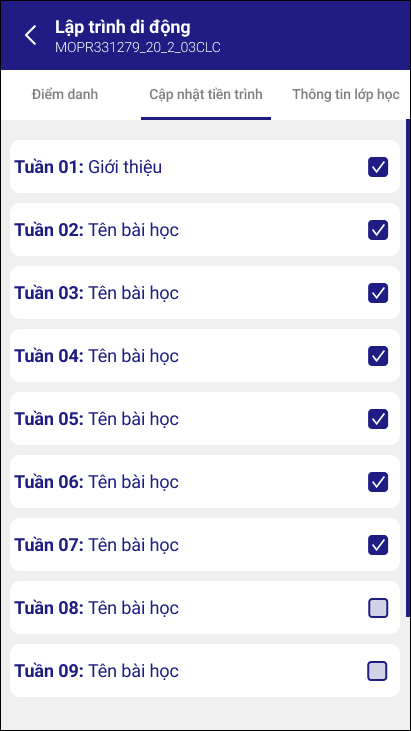 Lập trình di động
MOPR331279_20_2_03CLC
Điểm danh Cập nhật tiền trình Thông tin lớp học
Tuần 01: Giới thiệu
Tuần 02: Tên bài học
Tuần 03: Tên bài học
Tuần 04: Tên bài học
Tuần 05: Tên bài học
Tuần 06: Tên bài học
Tuần 07: Tên bài học
Tuần 08: Tên bài học
Tuần 09: Tên bài học